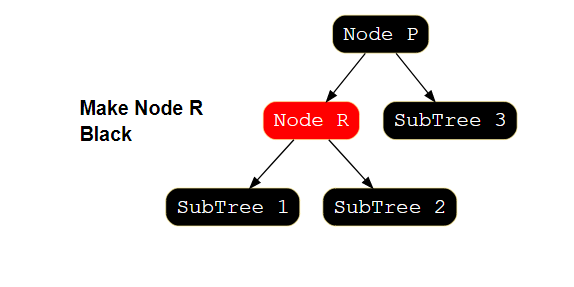 Node P
Make Node R
Black
Node R
SubTree 3
SubTree 1
SubTree 2